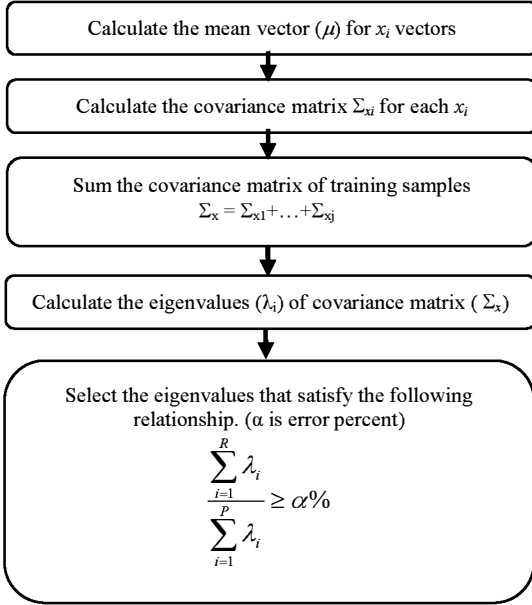 Calculate the mean vector (μ) for xi vectors
Calculate the covariance matrix Σxi for each xi
Sum the covariance matrix of training samples
Σx = Σx1+…+Σxj
Calculate the eigenvalues (λi) of covariance matrix ( Σx)
Select the eigenvalues that satisfy the following
relationship. (α is error percent)
R
∑ λi
i=1
≥ α%
P
∑ λi
i=1